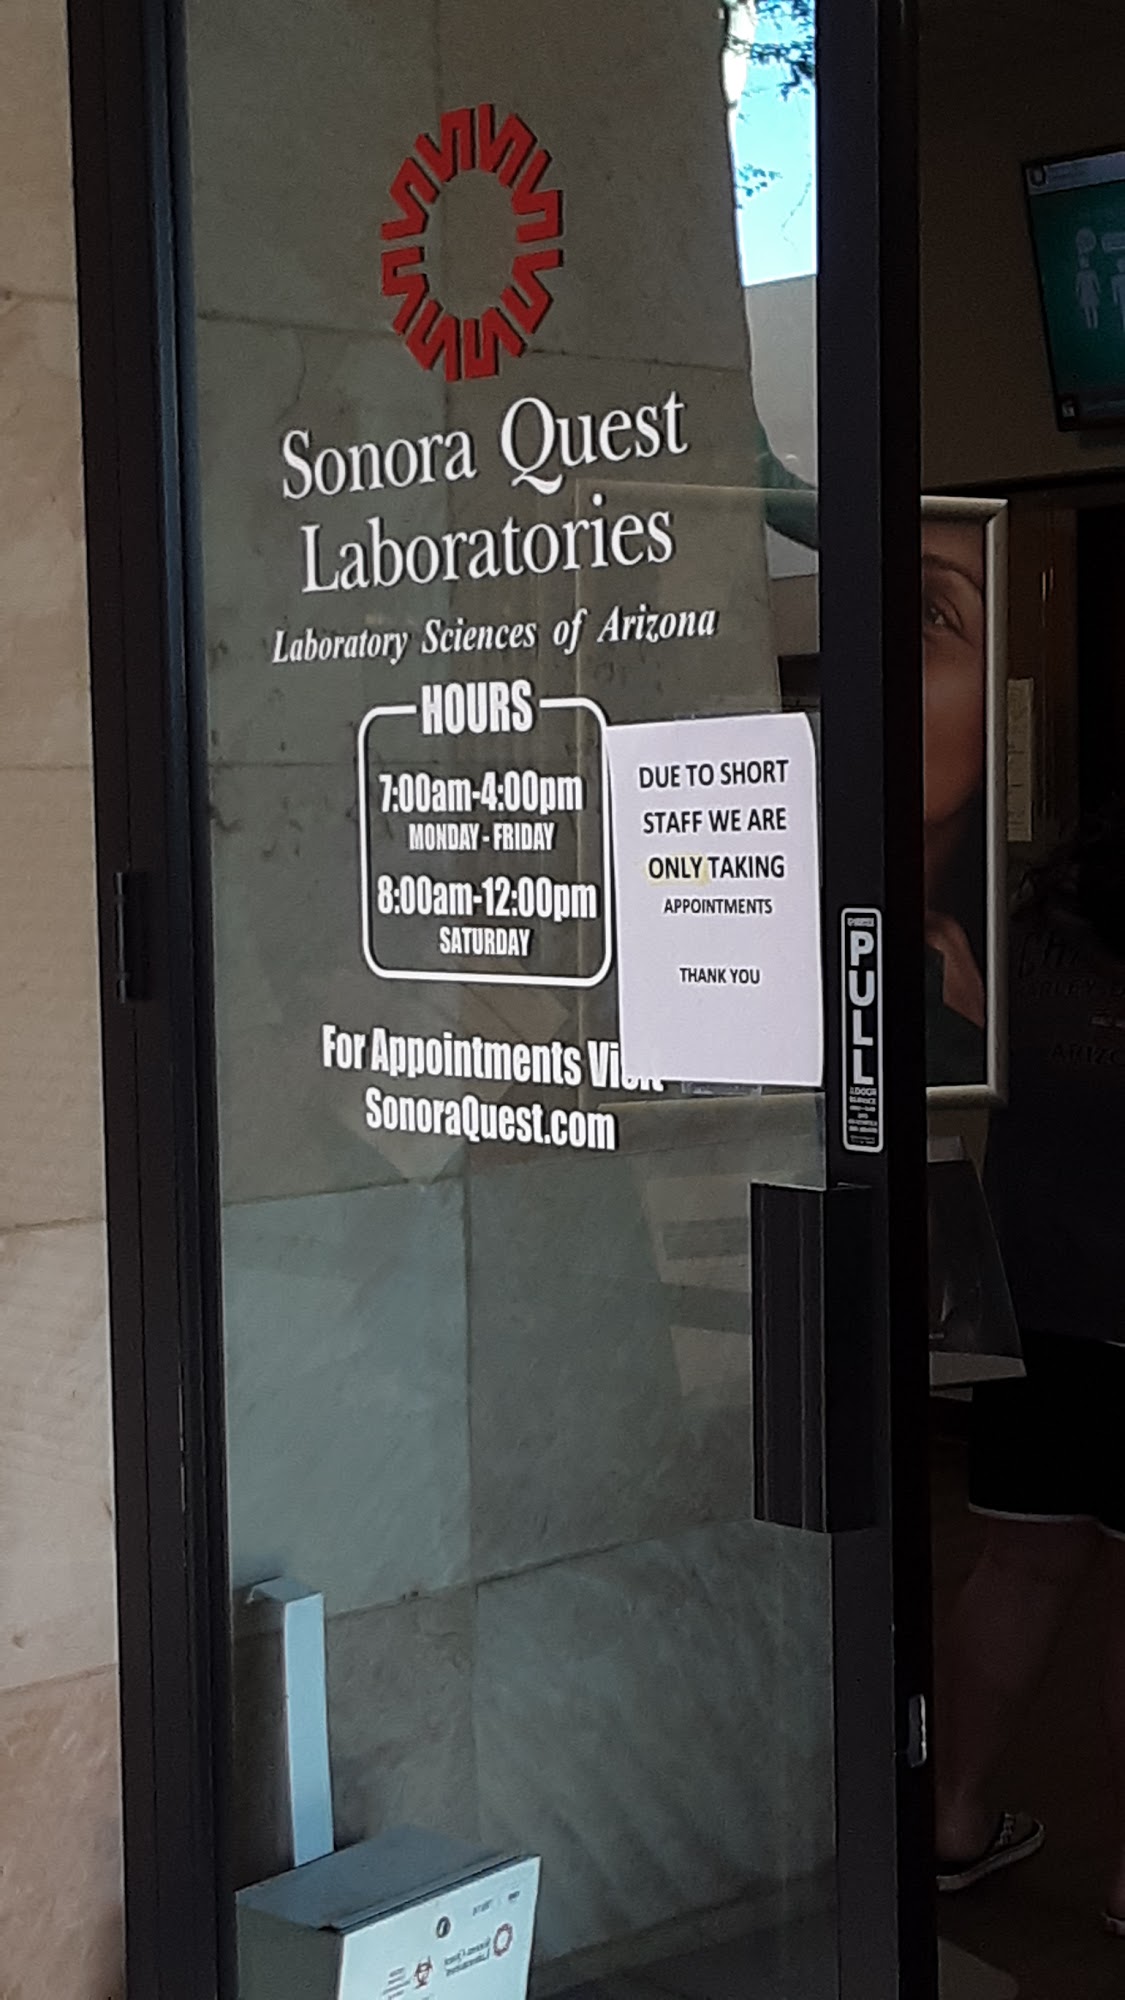 Sonora Quest
Laboratories
Laboratory Sciences of Arizona
HOURS
7:00am-4:00pm
MONDAY - FRIDAY
8:00am-12:00pm
SATURDAY
For Appointments
SonoraQuest.com
DUE TO SHORT
STAFF WE ARE
ONLY TAKING
APPOINTMENTS
THANK YOU
PULL